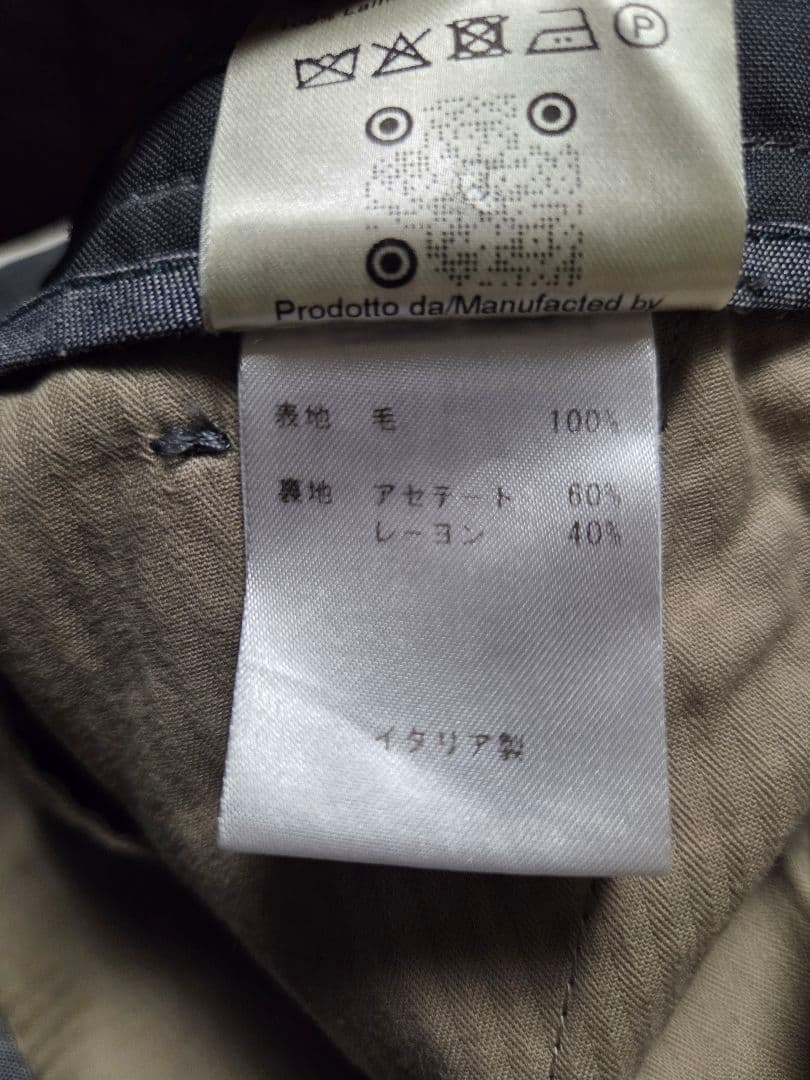 100%
P
Prodotto da/Manufacted by
表地 毛 100%
裏地 アセテート 60%
レーヨン 40%
イタリア製